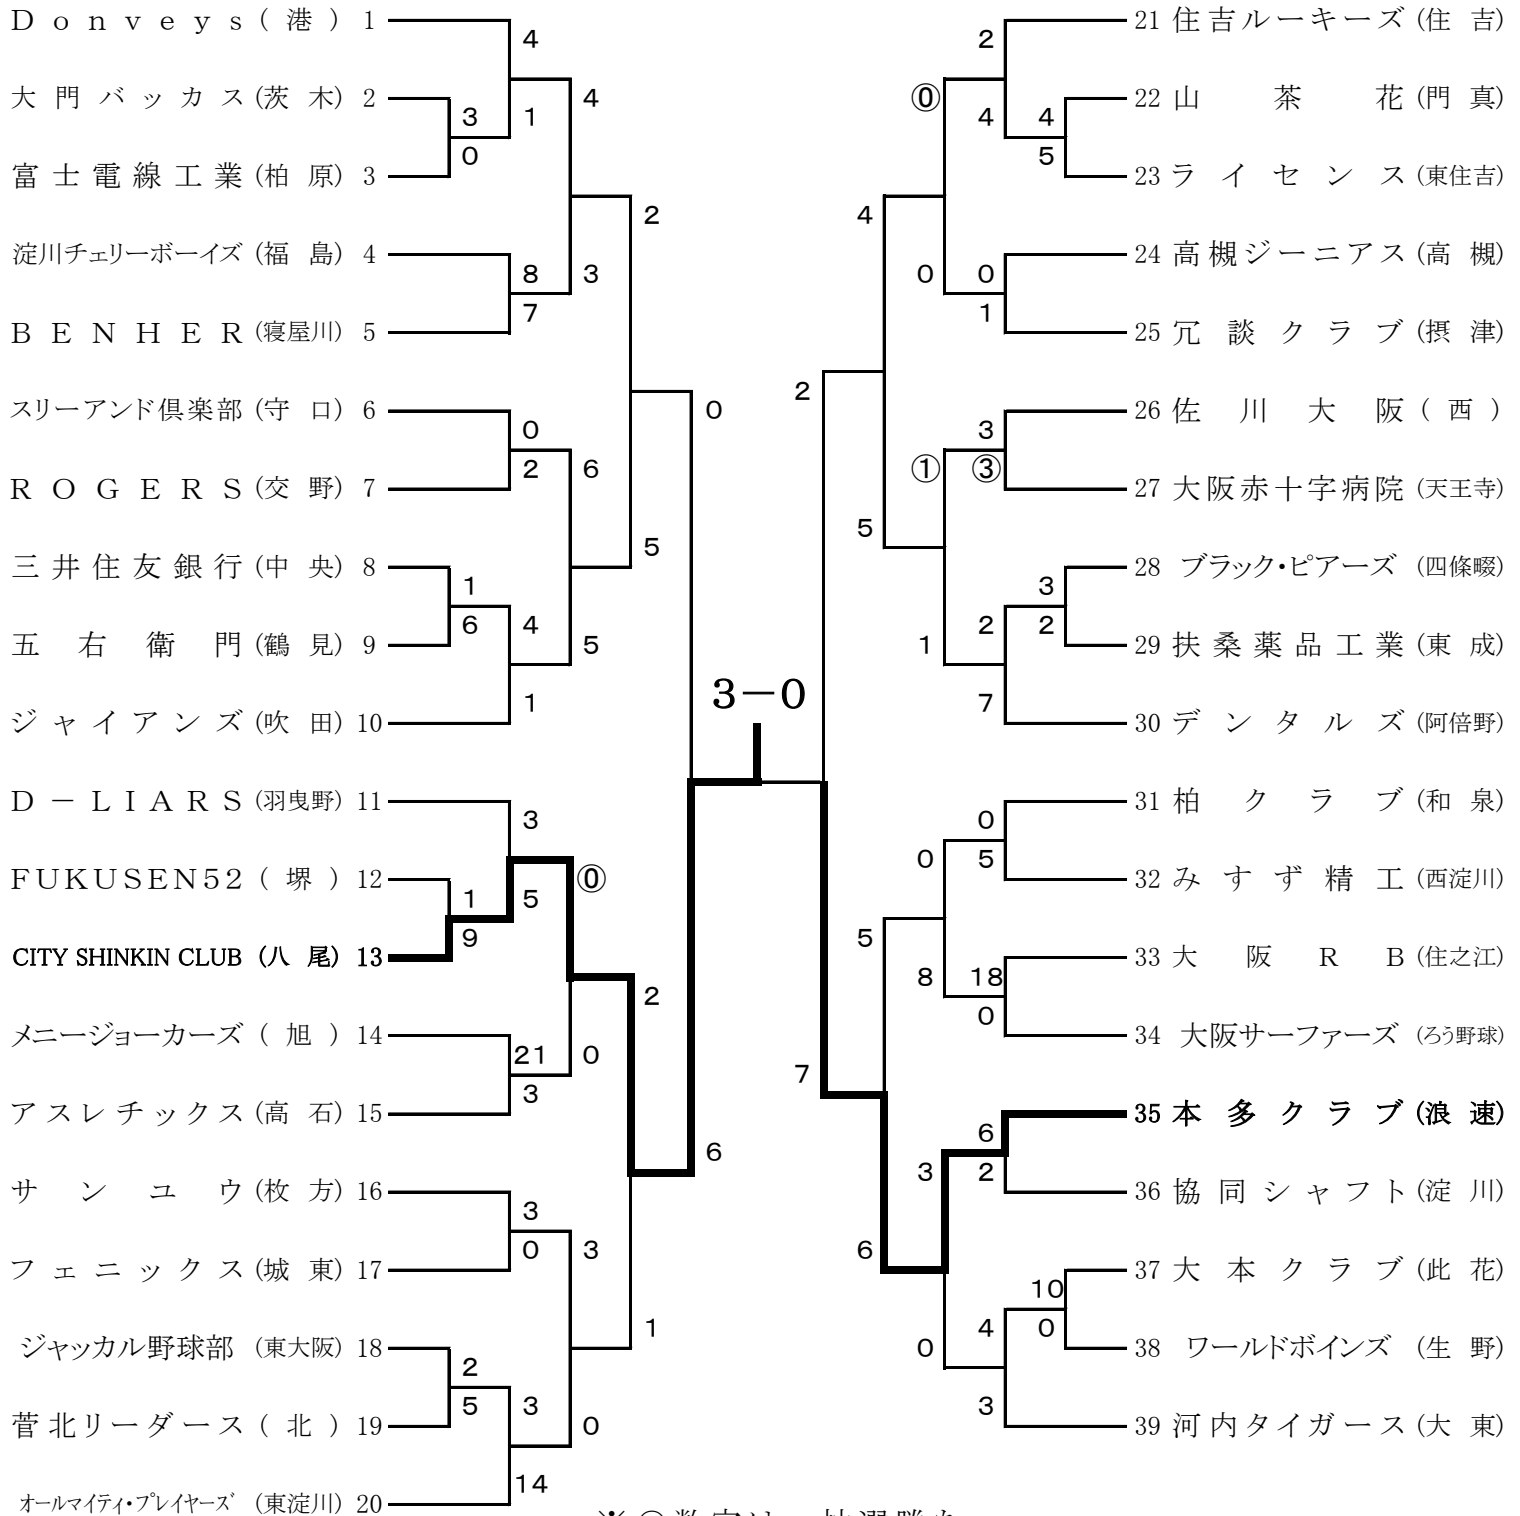 Ｄｏｎｖｅｙｓ(港) 1
大門バッカス(茨木) 2
富士電線工業(柏原) 3
淀川チェリーボーイズ(福島) 4
ＢＥＮＨＥＲ(寝屋川) 5
スリーアンド倶楽部(守口) 6
ＲＯＧＥＲＳ(交野) 7
三井住友銀行(中央) 8
五右衛門(鶴見) 9
ジャイアンズ(吹田) 10
Ｄ－ＬＩＡＲＳ(羽曳野) 11
ＦＵＫＵＳＥＮ５２(堺) 12
CITY SHINKIN CLUB (八尾) 13
メニージョーカーズ(旭) 14
アスレチックス(高石) 15
サンユウ(枚方) 16
フェニックス(城東) 17
ジャッカル野球部(東大阪) 18
菅北リーダース(北) 19
オールマイティ・プレイヤーズ(東淀川) 20
4
1
3
0
4
3
8
7
2
5
0
2
6
5
1
6
4
1
0
6
3
5
1
9
⓪
0
21
3
2
1
3
0
3
0
2
5
3
14
３－０
2
7
4
5
⓪
0
2
4
4
5
0
1
①
1
3
③
3
2
2
7
5
6
0
8
0
5
18
0
3
0
6
2
10
0
4
3
21 住吉ルーキーズ(住吉)
22 山茶花(門真)
23 ライセンス(東住吉)
24 高槻ジーニアス(高槻)
25 冗談クラブ(摂津)
26 佐川大阪(西)
27 大阪赤十字病院(天王寺)
28 ブラック・ピアーズ(四條畷)
29 扶桑薬品工業(東成)
30 デンタルズ(阿倍野)
31 柏クラブ(和泉)
32 みすず精工(西淀川)
33 大阪ＲＢ(住之江)
34 大阪サーファーズ(ろう野球)
35 本多クラブ(浪速)
36 協同シャフト(淀川)
37 大本クラブ(此花)
38 ワールドボインズ(生野)
39 河内タイガース(大東)